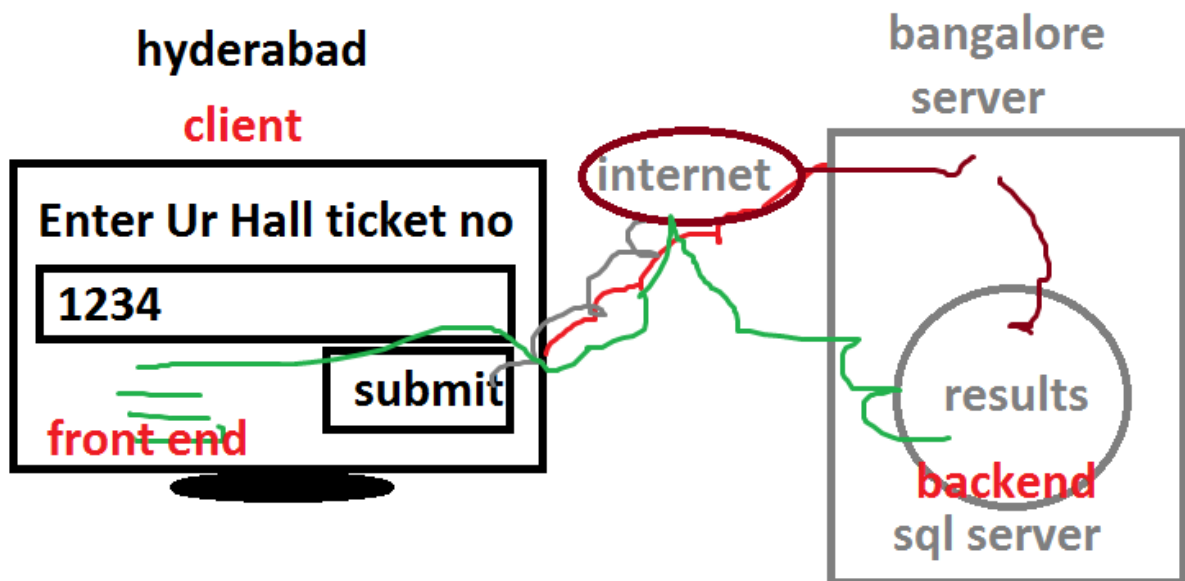 hyderabad
client
Enter Ur Hall ticket no
1234
submit
front end
internet
bangalore
server
results
backend
sql server